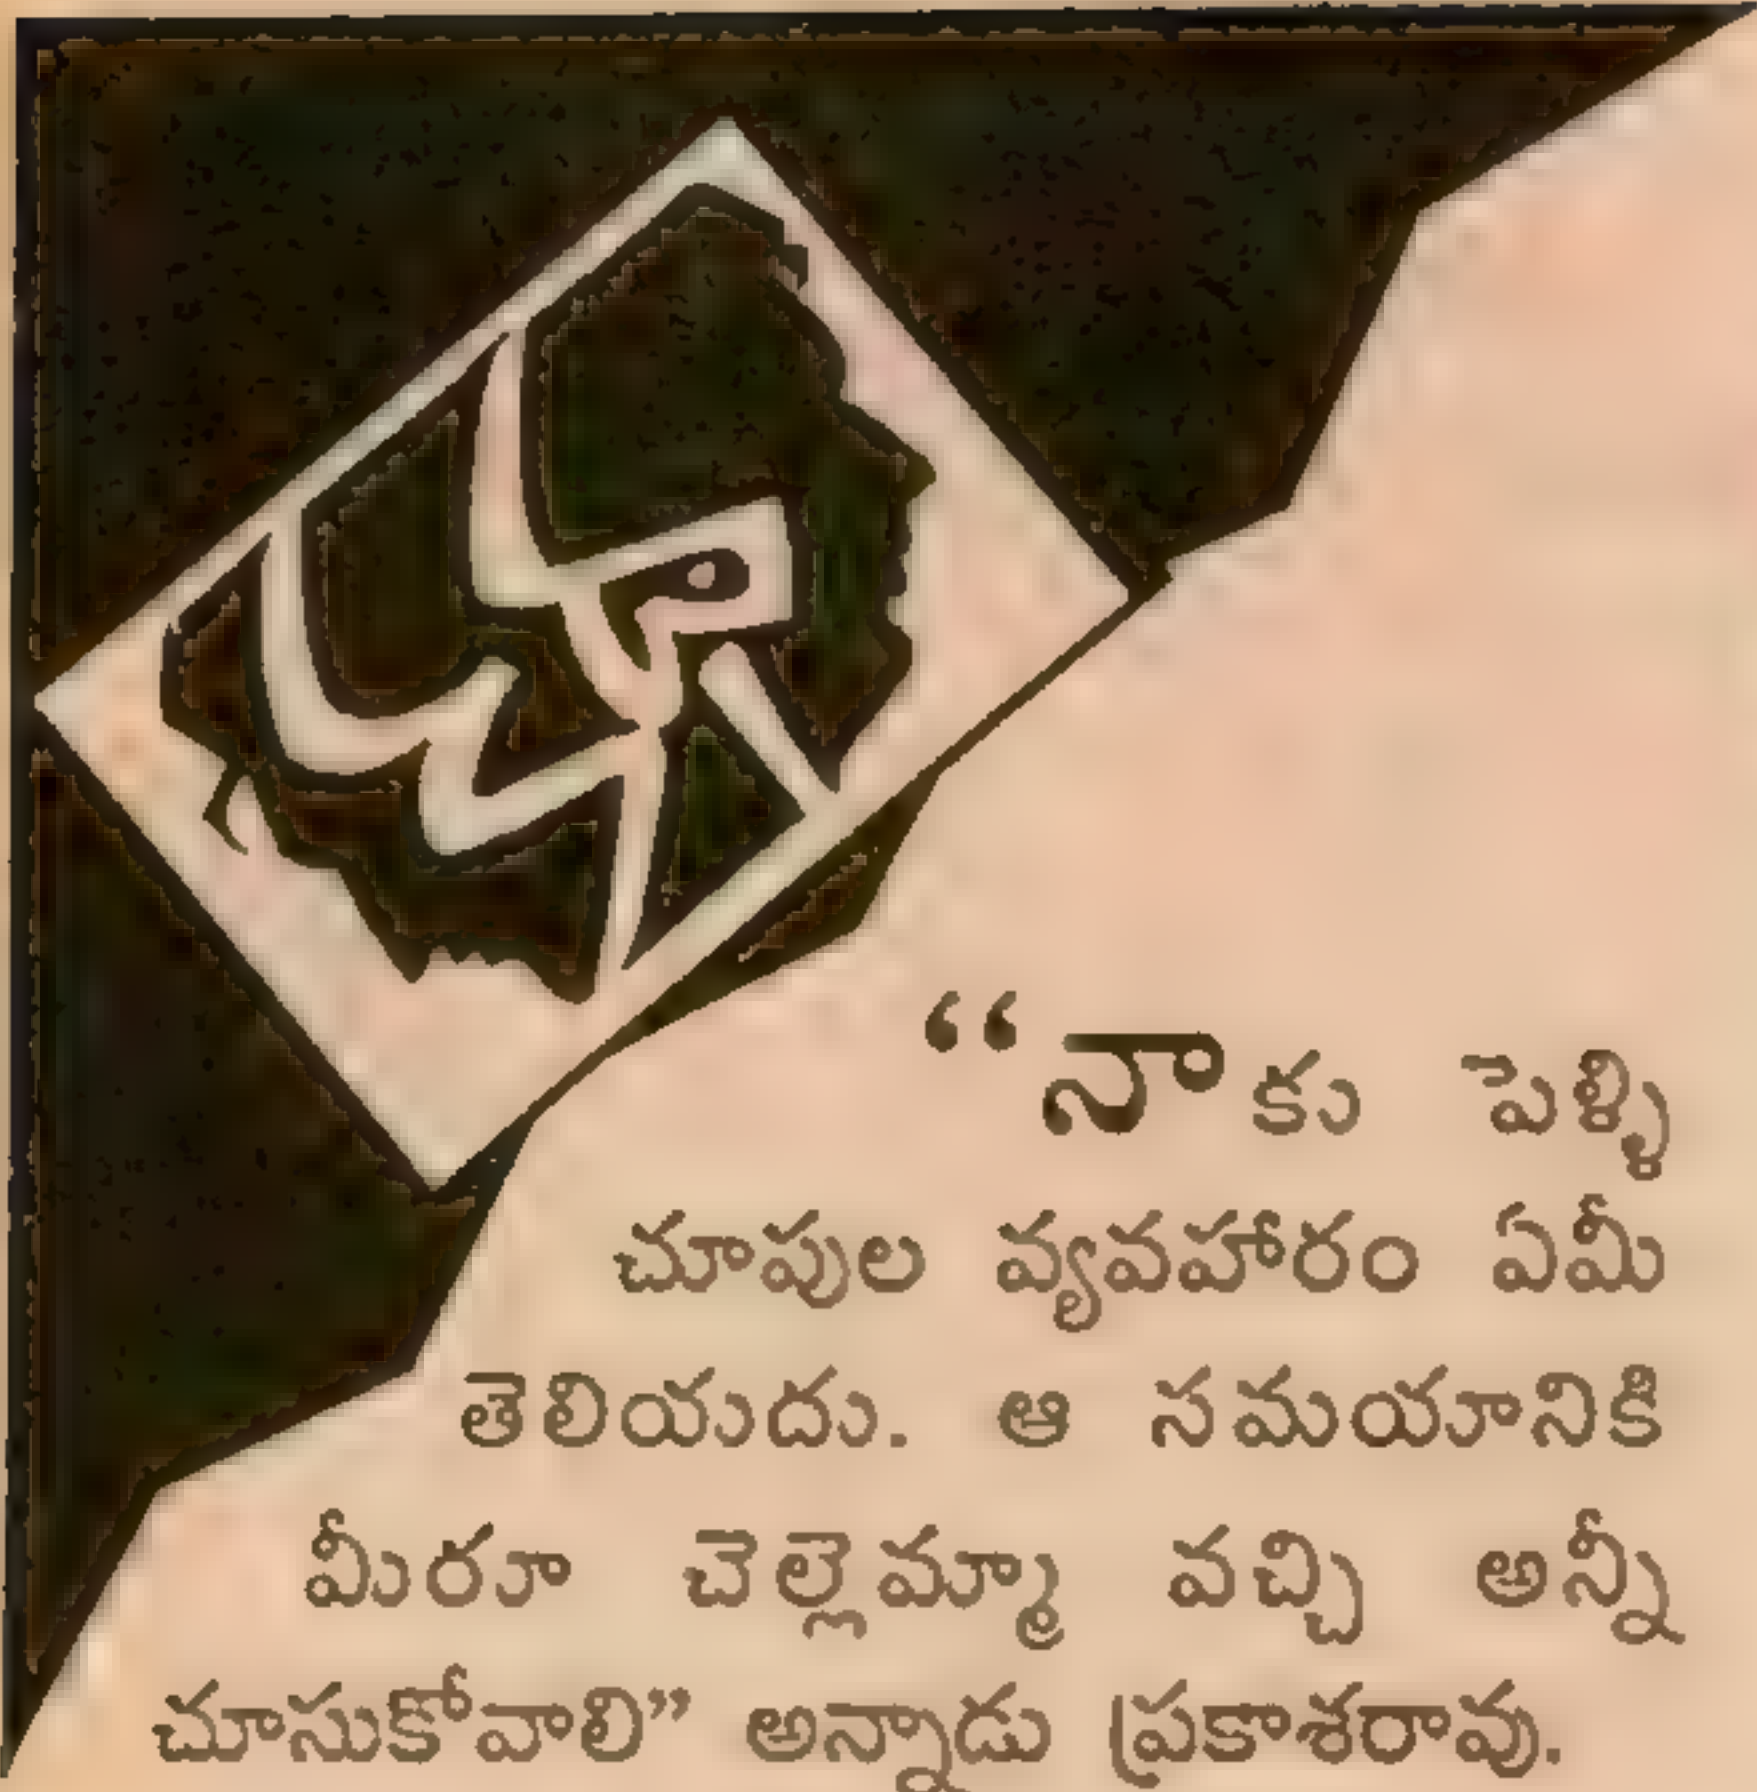 “నాకు పెళ్ళి
చూపుల వ్యవహారం ఏమీ
తెలియదు. ఆ సమయానికి
మీరూ చెల్లెమ్మా వచ్చి అన్నీ
చూసుకోవాలి” అన్నాడు ప్రకాశరావు.